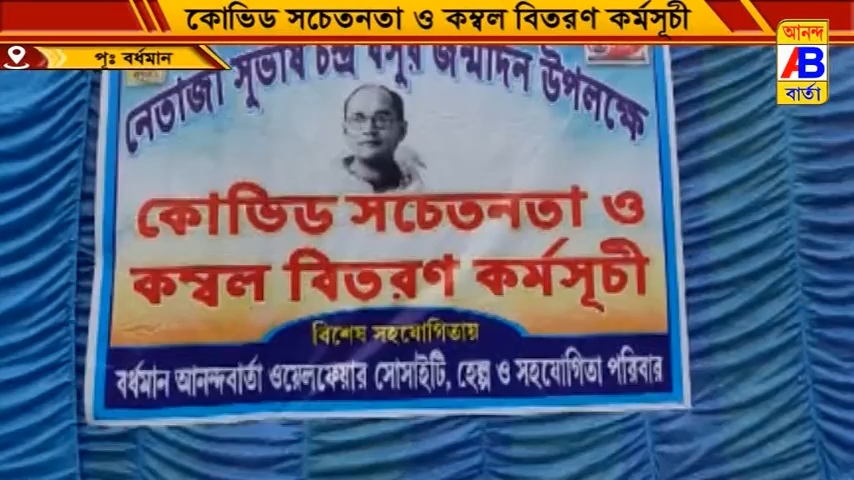 কোভিড সচেতনতা ও কম্বল বিতরণ কর্মসূচী
পূঃ বর্ধমান
আনন্দ
AB
বার্তা
নেতাজী সুভাষ চন্দ্র বসুর জন্মদিন উপলক্ষে
কোভিড সচেতনতা ও
কম্বল বিতরণ কর্মসূচী
বিশেষ সহযোগিতায়
বর্ধমান আনন্দবার্তা ওয়েলফেয়ার সোসাইটি, হেল্প ও সহযোগিতা পরিবার